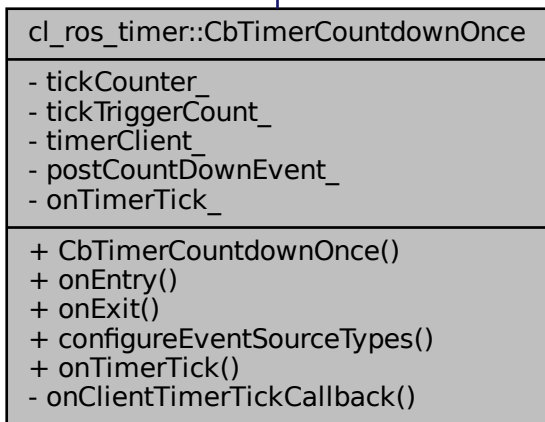 cl_ros_timer::CbTimerCountdownOnce
- tickCounter_
- tickTriggerCount_
- timerClient_
- postCountDownEvent_
- onTimerTick_
+ CbTimerCountdownOnce()
+ onEntry()
+ onExit()
+ configureEventSourceTypes()
+ onTimerTick()
- onClientTimerTickCallback()